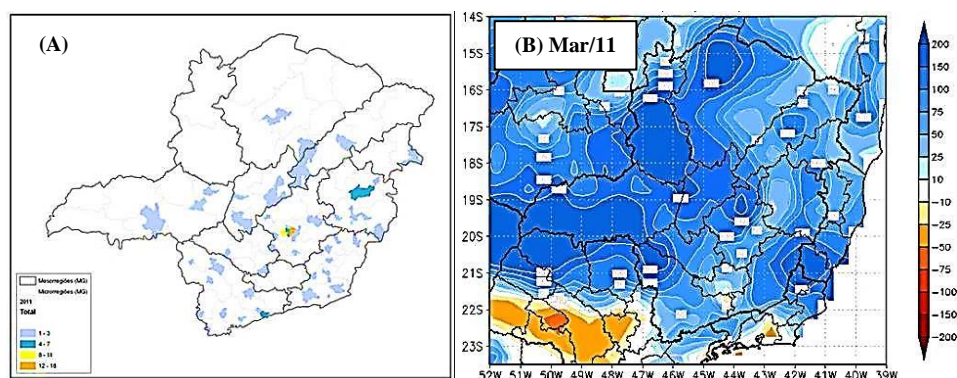 (A)
Mesorregiões (MG)
Microrregiões (MG)
2011
Total
1 - 3
4 - 7
8 - 11
12 - 18
(B) Mar/11
14S
15S
16S
17S
18S
19S
20S
21S
22S
23S
52W 51W 50W 49W 48W 47W 46W 45W 44W 43W 42W 41W 40W 39W
200
100
75
50
25
10
-10
-25
-50
-75
-100
-200